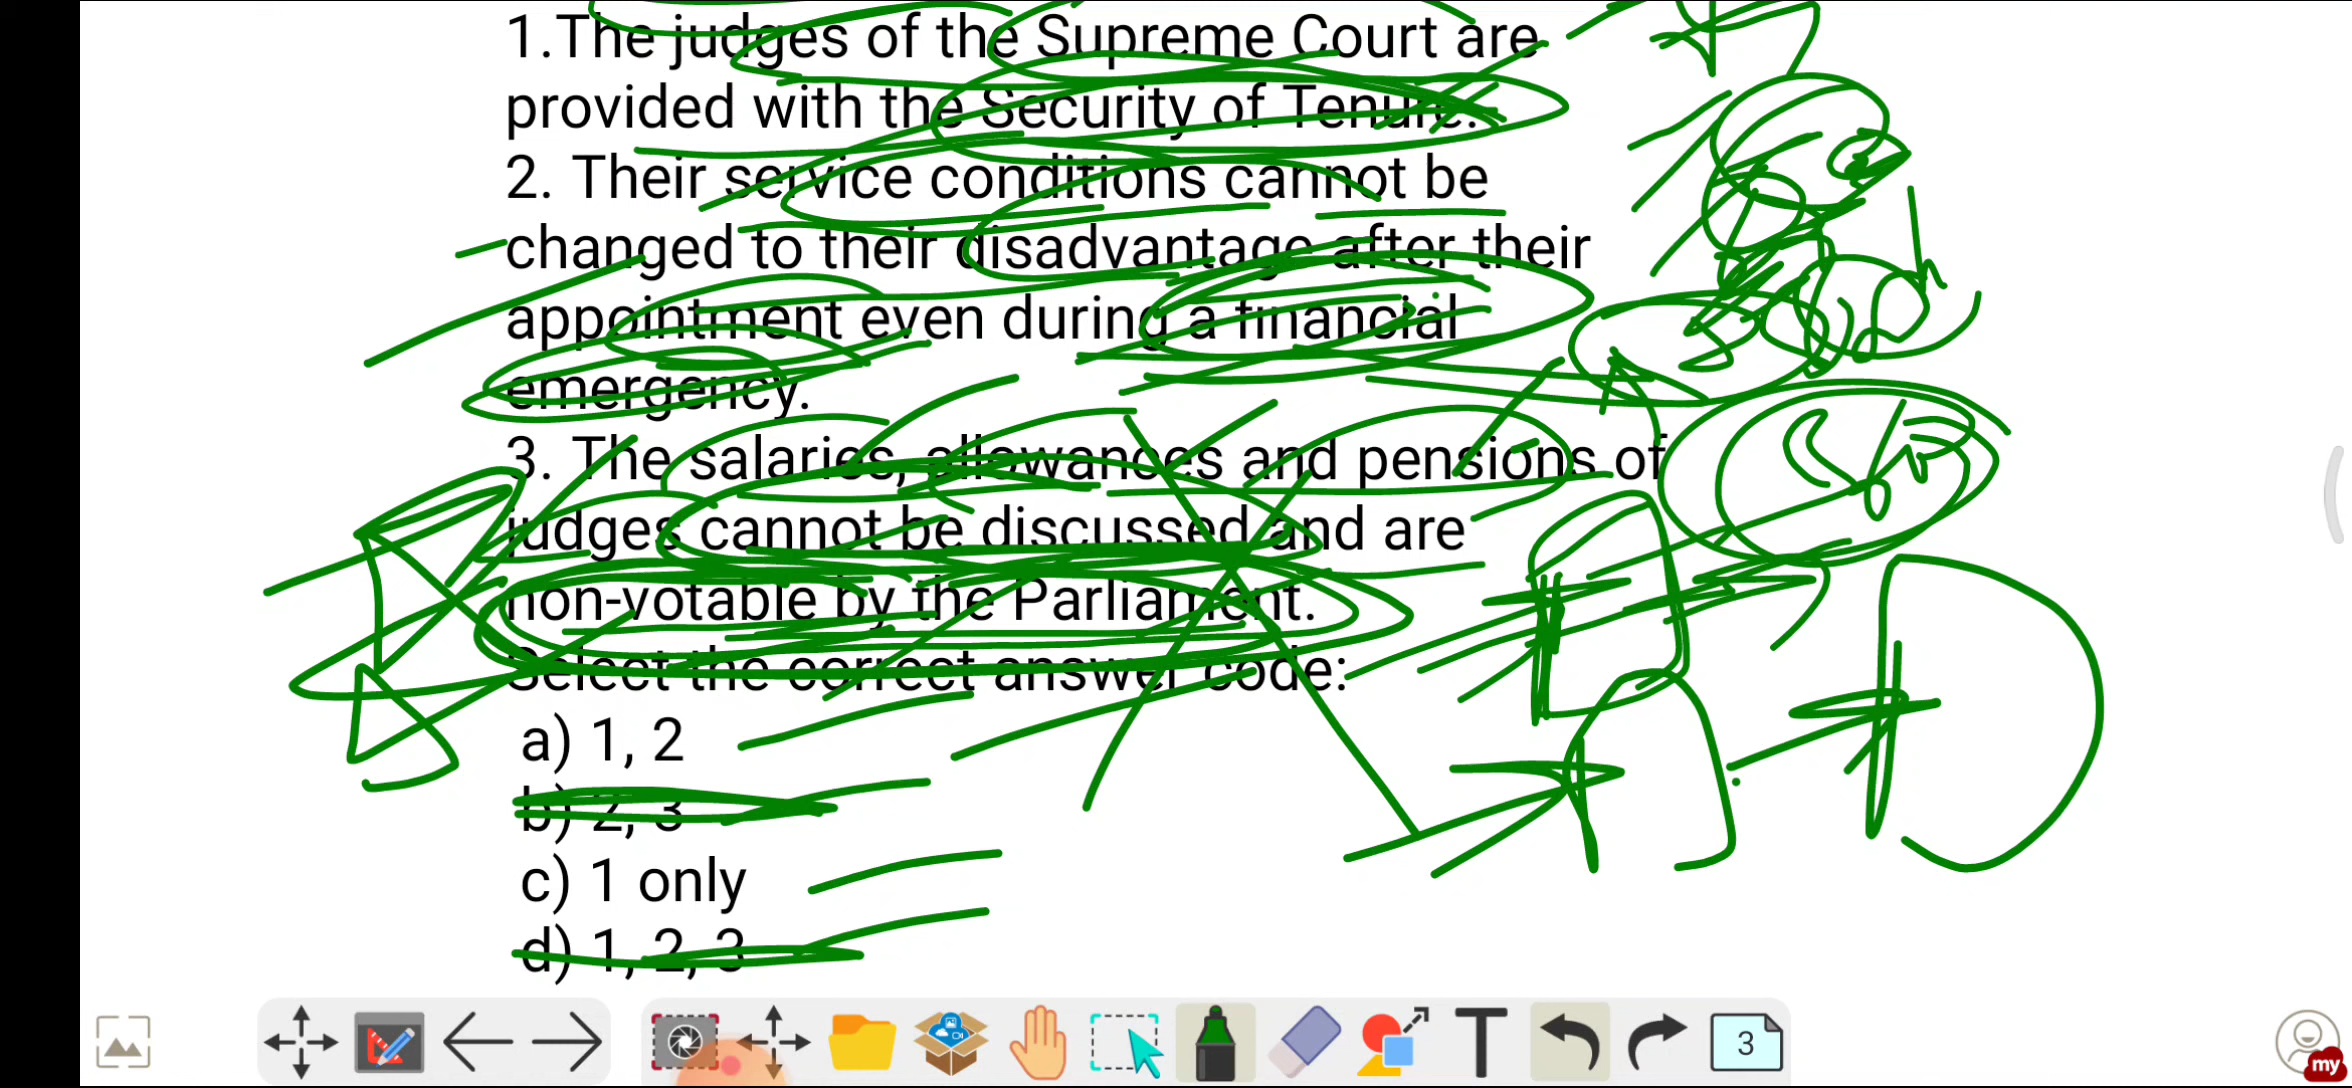 1.The judges of the Supreme Court are
provided with the Security of Tenure.
2. Their service conditions cannot be
changed to their disadvantage after their
appointment even during a financial
emergency.
3. The salaries, allowances and pensions of
judges cannot be discussed and are
non-votable by the Parliament.
Select the correct answer code:
a) 1, 2
b) 2, 3
c) 1 only
d) 1, 2, 3
T
3
my